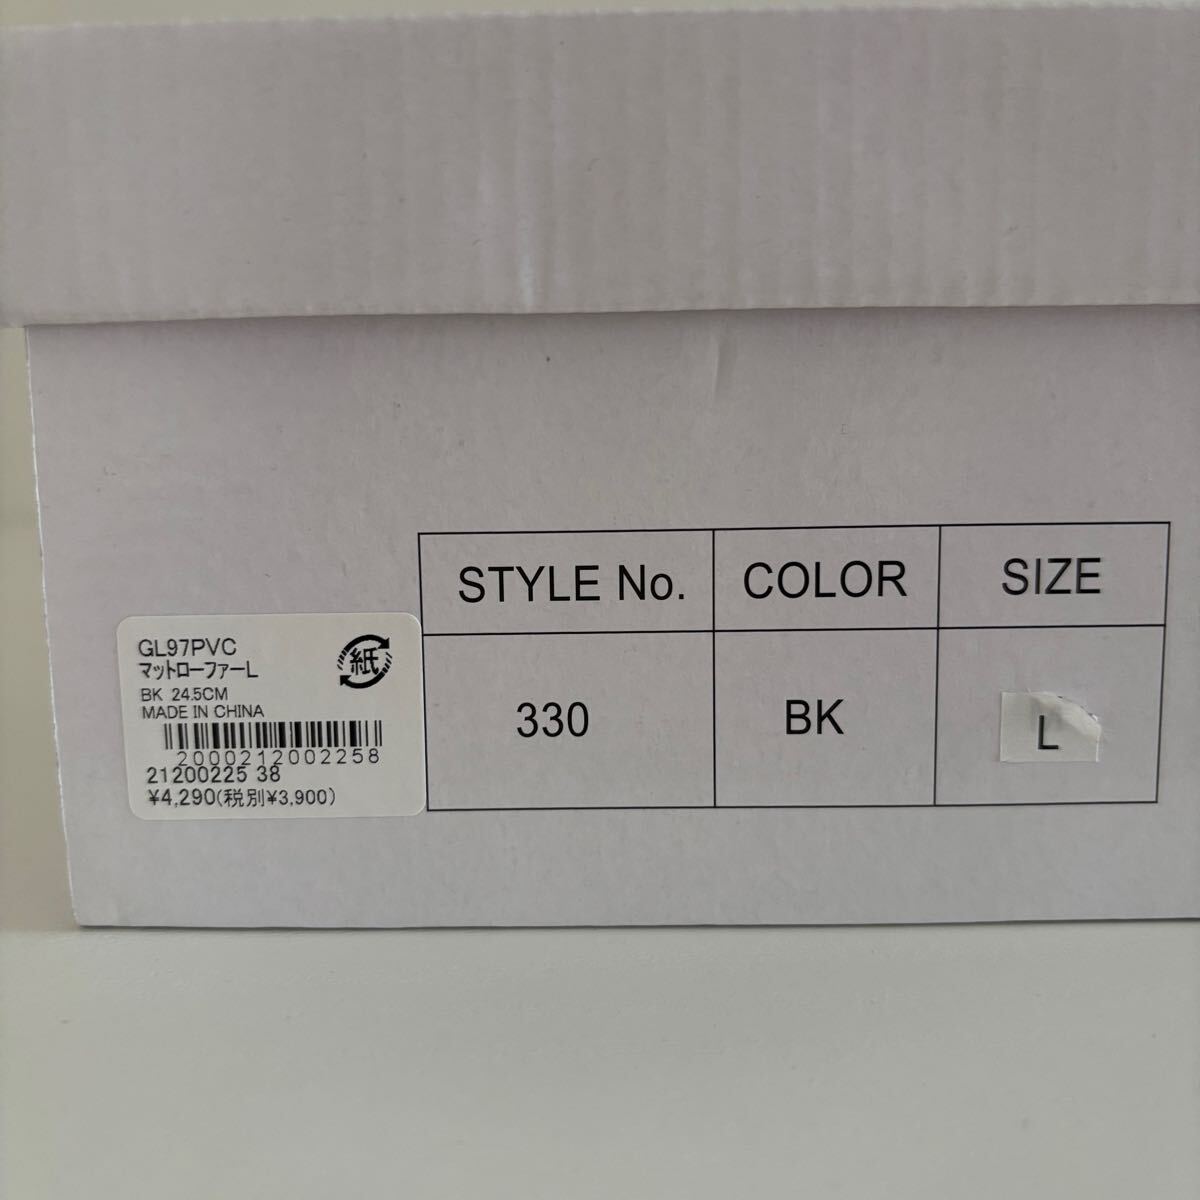 STYLE No. COLOR SIZE
330 BK L
GL97PVC
マットローファーL
紙
BK 24.5CM
MADE IN CHINA
2000212002258
21200225 38
¥4,290(税別¥3,900)